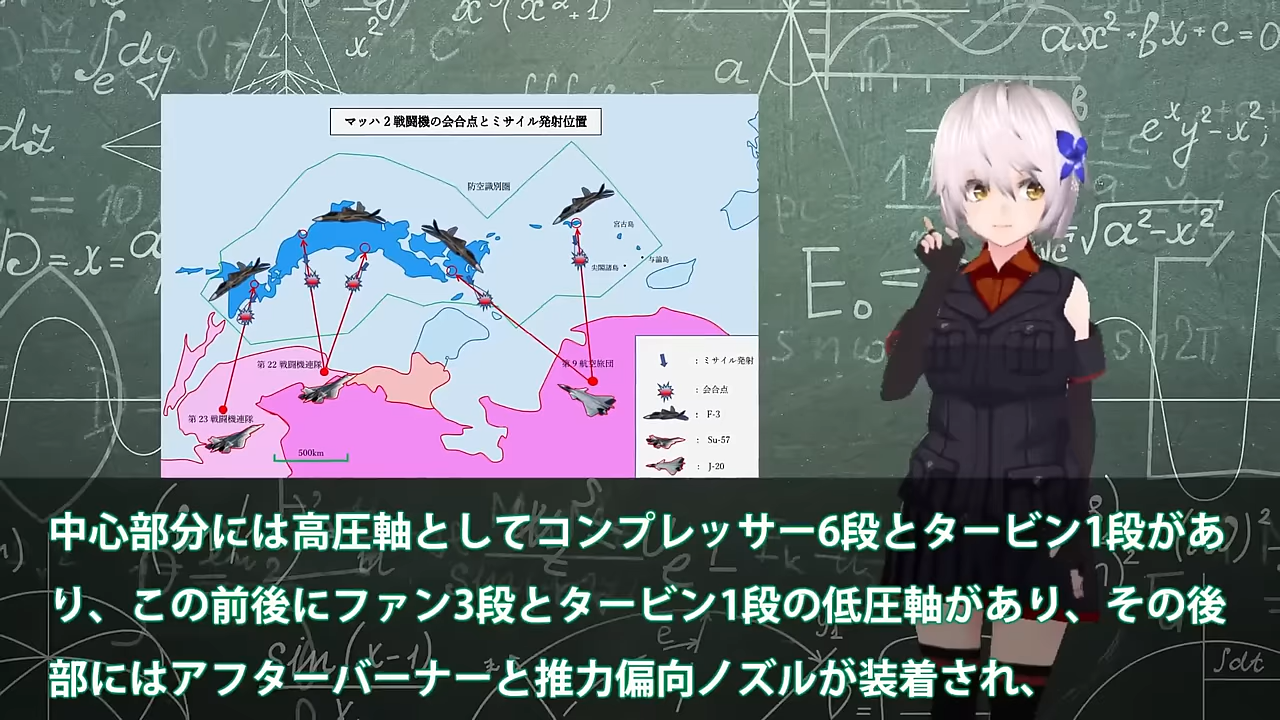 マッハ2戦闘機の会合点とミサイル発射位置
防空識別圏
宮古島
与論島
尖閣諸島
第22戦闘機連隊
第9航空旅団
第23戦闘機連隊
500km
：ミサイル発射
：会合点
：F-3
：Su-57
：J-20
ax²+bx+c=0
√a²-x²
∫dt
中心部分には高圧軸としてコンプレッサー6段とタービン1段があ
り、この前後にファン3段とタービン1段の低圧軸があり、その後
部にはアフターバーナーと推力偏向ノズルが装着され、